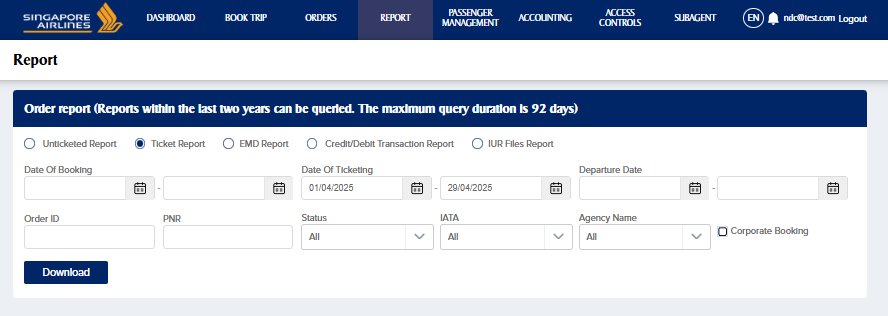 SINGAPORE
AIRLINES
DASHBOARD
BOOK TRIP
ORDERS
REPORT
PASSENGER
MANAGEMENT
ACCOUNTING
ACCESS
CONTROLS
SUBAGENT
EN
ndc@test.com Logout
Report
Order report (Reports within the last two years can be queried. The maximum query duration is 92 days)
Unticketed Report Ticket Report EMD Report Credit/Debit Transaction Report IUR Files Report
Date Of Booking Date Of Ticketing Departure Date
- 01/04/2025 - 29/04/2025 -
Order ID PNR Status IATA Agency Name
All All All Corporate Booking
Download